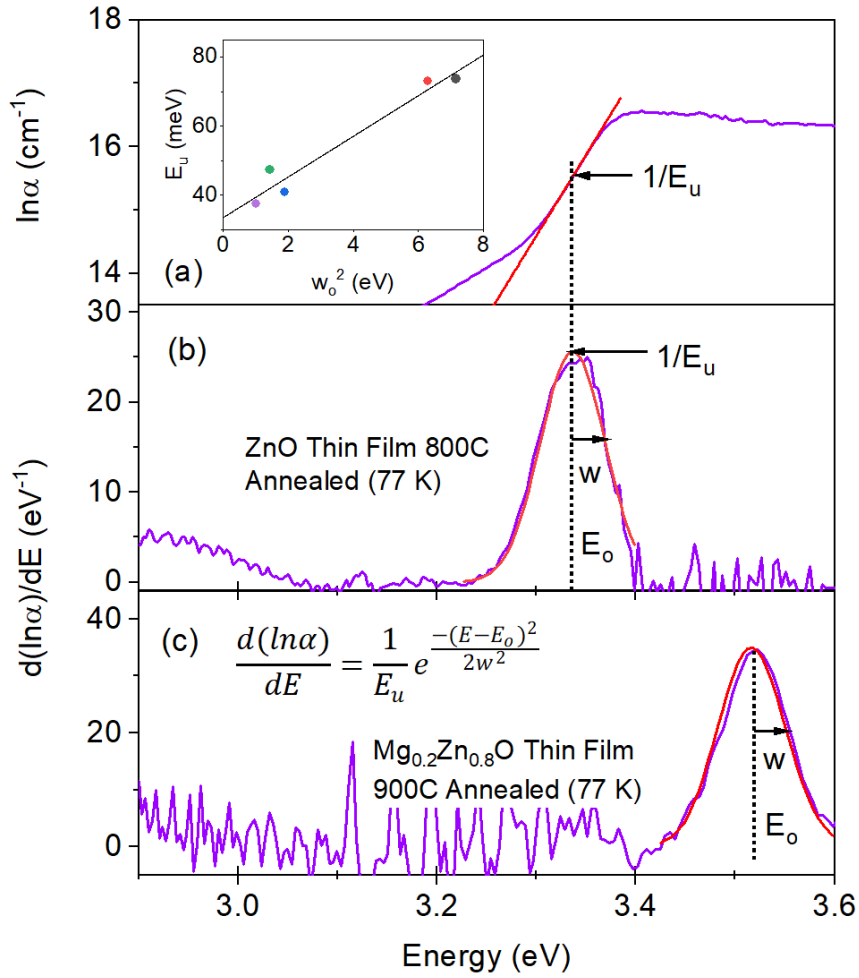 18
16
14
lnα (cm⁻¹)
80
60
40
Eᵤ (meV)
0 2 4 6 8
wₒ² (eV)
1/Eᵤ
(a)
30
20
10
0
(b)
1/Eᵤ
ZnO Thin Film 800C
Annealed (77 K)
w
Eₒ
d(lnα)/dE (eV⁻¹)
40
20
0
(c)
d(lnα)/dE = 1/Eᵤ e^(−(E−Eₒ)²/2w²)
Mg₀.₂Zn₀.₈O Thin Film
900C Annealed (77 K)
w
Eₒ
3.0 3.2 3.4 3.6
Energy (eV)